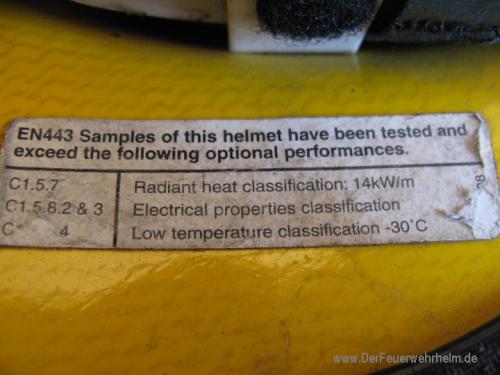 EN443 Samples of this helmet have been tested and
exceed the following optional performances.
C1.5.7 Radiant heat classification: 14kW/m
C1.5.8.2 & 3 Electrical properties classification
C 4 Low temperature classification -30°C
www.DerFeuerwehrhelm.de